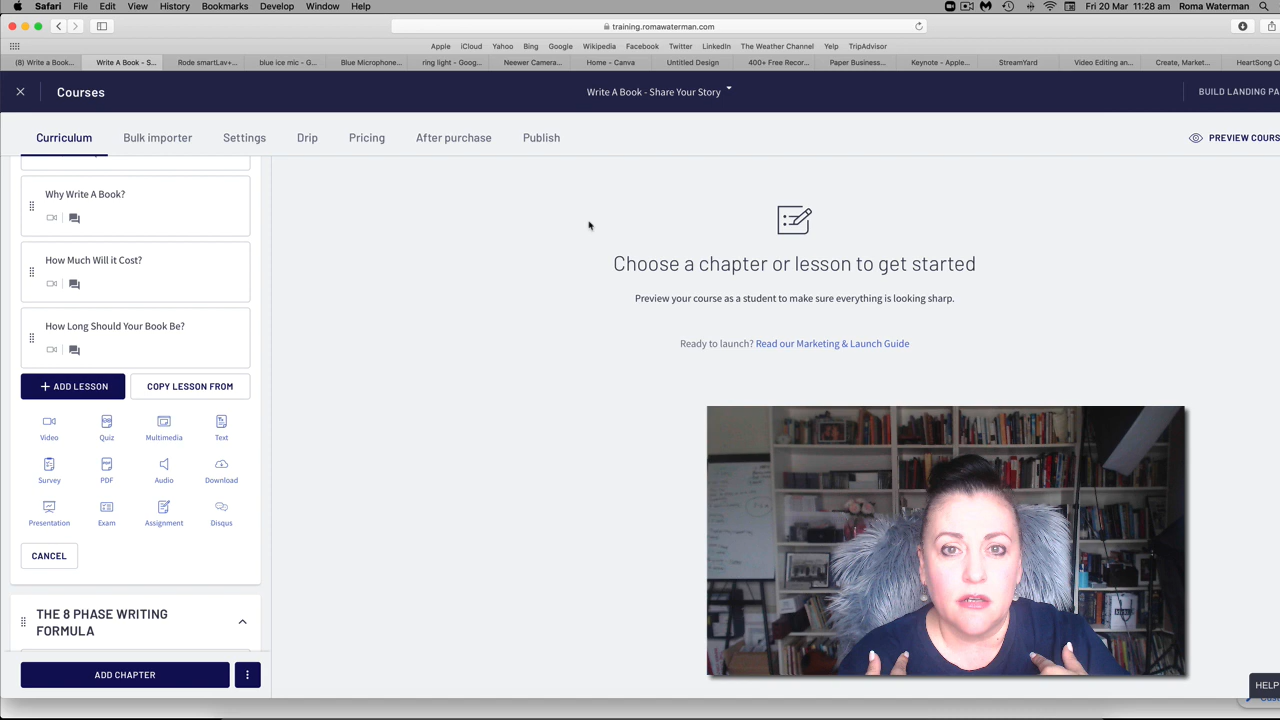 Safari File Edit View History Bookmarks Develop Window Help Fri 20 Mar 11:28 am Roma Waterman
training.romawaterman.com
Apple iCloud Yahoo Bing Google Wikipedia Facebook Twitter LinkedIn The Weather Channel Yelp TripAdvisor
(8) Write a Book... Write A Book - S... Rode smartLav+... blue ice mic - G... Blue Microphone... ring light - Goog... Neewer Camera... Home - Canva Untitled Design 400+ Free Recor... Paper Business... Keynote - Apple... StreamYard Video Editing an... Create, Market... HeartSong C
Courses Write A Book - Share Your Story BUILD LANDING PA
Curriculum Bulk importer Settings Drip Pricing After purchase Publish PREVIEW COURS
Why Write A Book?
How Much Will it Cost?
How Long Should Your Book Be?
+ ADD LESSON COPY LESSON FROM
Video Quiz Multimedia Text
Survey PDF Audio Download
Presentation Exam Assignment Disqus
CANCEL
THE 8 PHASE WRITING
FORMULA
ADD CHAPTER
Choose a chapter or lesson to get started
Preview your course as a student to make sure everything is looking sharp.
Ready to launch? Read our Marketing & Launch Guide
HELP